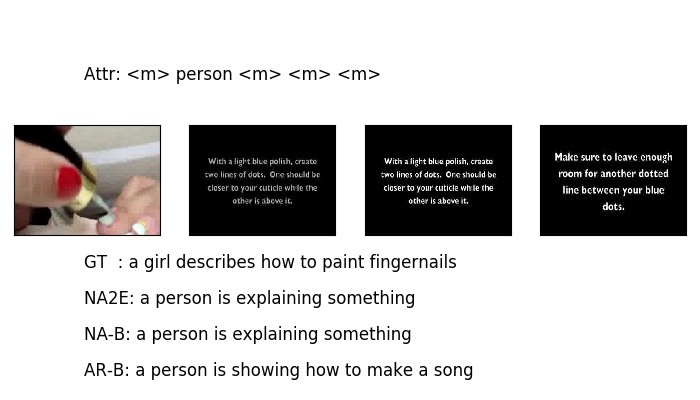 Attr: <m> person <m> <m> <m>
With a light blue polish, create
two lines of dots. One should be
closer to your cuticle while the
other is above it.
With a light blue polish, create
two lines of dots. One should be
closer to your cuticle while the
other is above it.
Make sure to leave enough
room for another dotted
line between your blue
dots.
GT : a girl describes how to paint fingernails
NA2E: a person is explaining something
NA-B: a person is explaining something
AR-B: a person is showing how to make a song